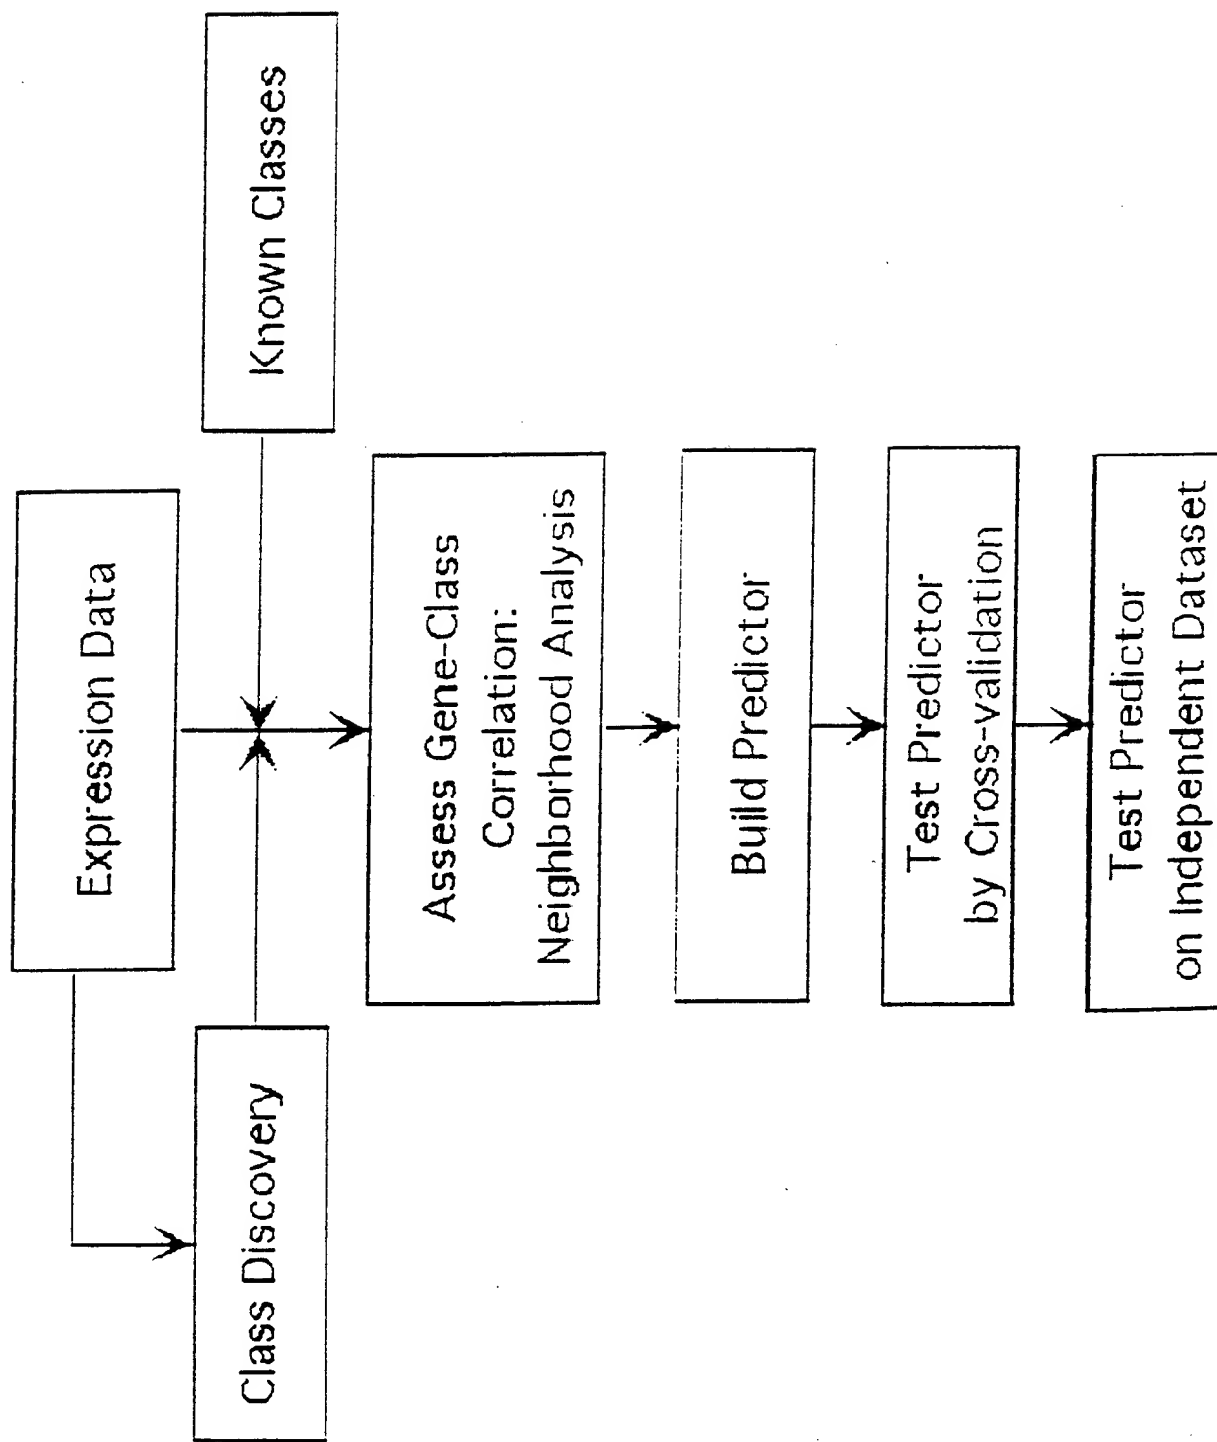 Expression Data
Class Discovery
Known Classes
Assess Gene-Class
Correlation:
Neighborhood Analysis
Build Predictor
Test Predictor
by Cross-validation
Test Predictor
on Independent Dataset